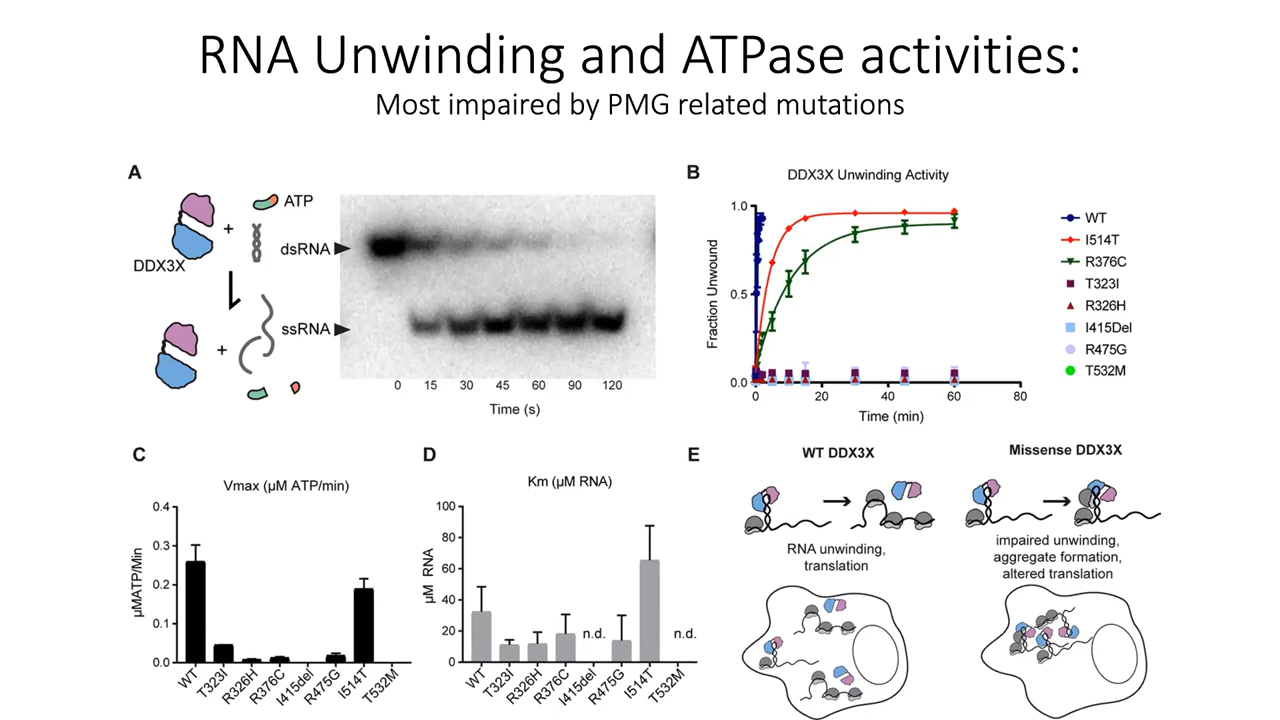 RNA Unwinding and ATPase activities:
Most impaired by PMG related mutations
A
ATP
+
dsRNA
DDX3X
ssRNA
+
0 15 30 45 60 90 120
Time (s)
B
DDX3X Unwinding Activity
Fraction Unwound
1.0
0.5
0.0
0 20 40 60 80
Time (min)
WT
I514T
R376C
T323I
R326H
I415Del
R475G
T532M
C
Vmax (µM ATP/min)
µMATP/Min
0.4
0.3
0.2
0.1
0.0
WT T323I R326H R376C I415del R475G I514T T532M
D
Km (µM RNA)
µM RNA
100
80
60
40
20
0
n.d. n.d.
WT T323I R326H R376C I415del R475G I514T T532M
E
WT DDX3X
RNA unwinding,
translation
Missense DDX3X
impaired unwinding,
aggregate formation,
altered translation